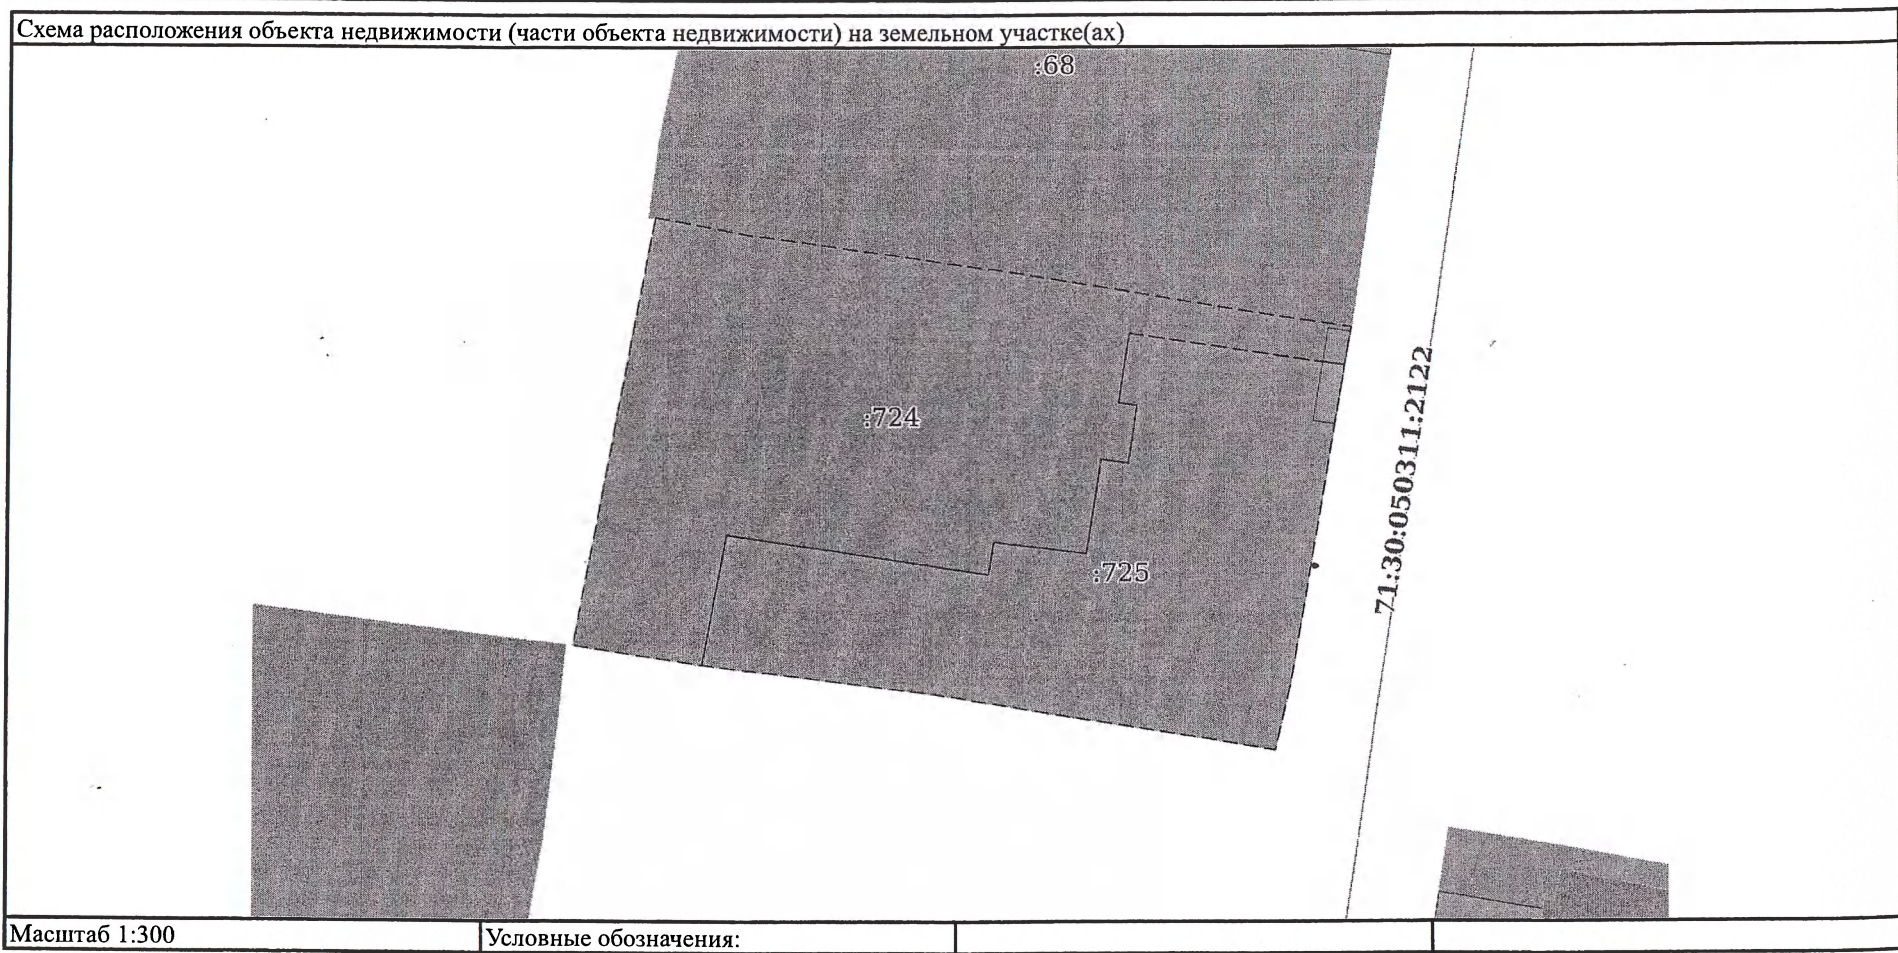 Схема расположения объекта недвижимости (части объекта недвижимости) на земельном участке(ах)
:68
:724
:725
71:30:050311:2122
Масштаб 1:300
Условные обозначения: